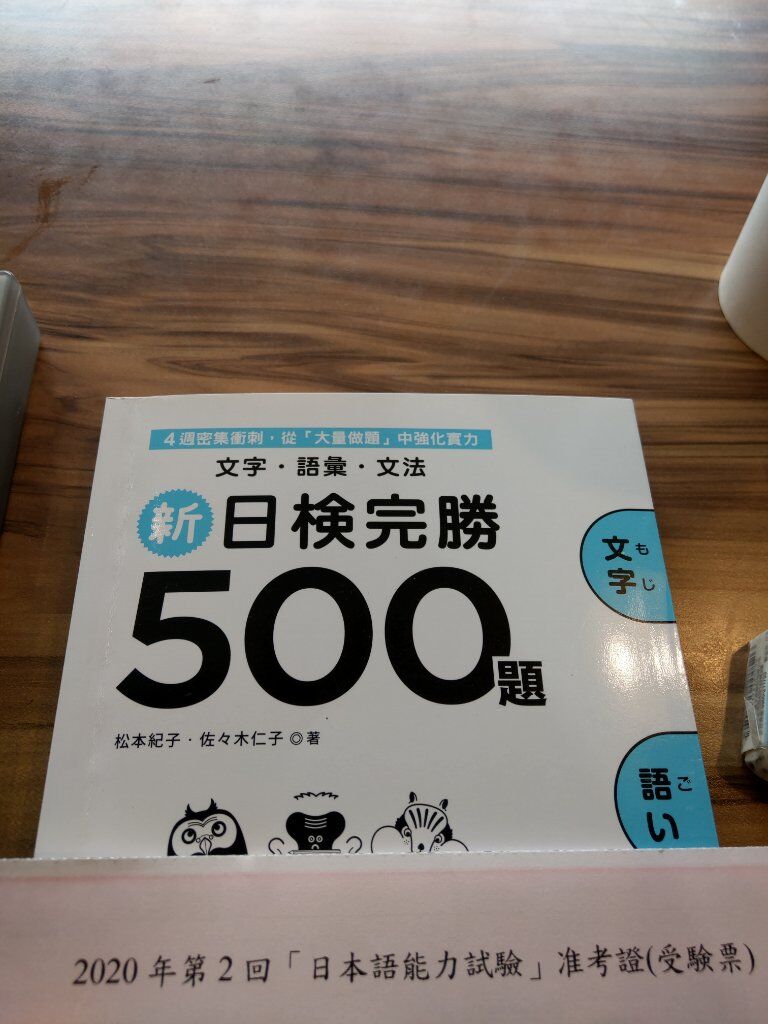 4週密集衝刺，從「大量做題」中強化實力
文字・語彙・文法
新日検完勝
500題
松本紀子・佐々木仁子◎著
文字
もじ
語い
ご
2020年第2回「日本語能力試驗」准考證(受験票)